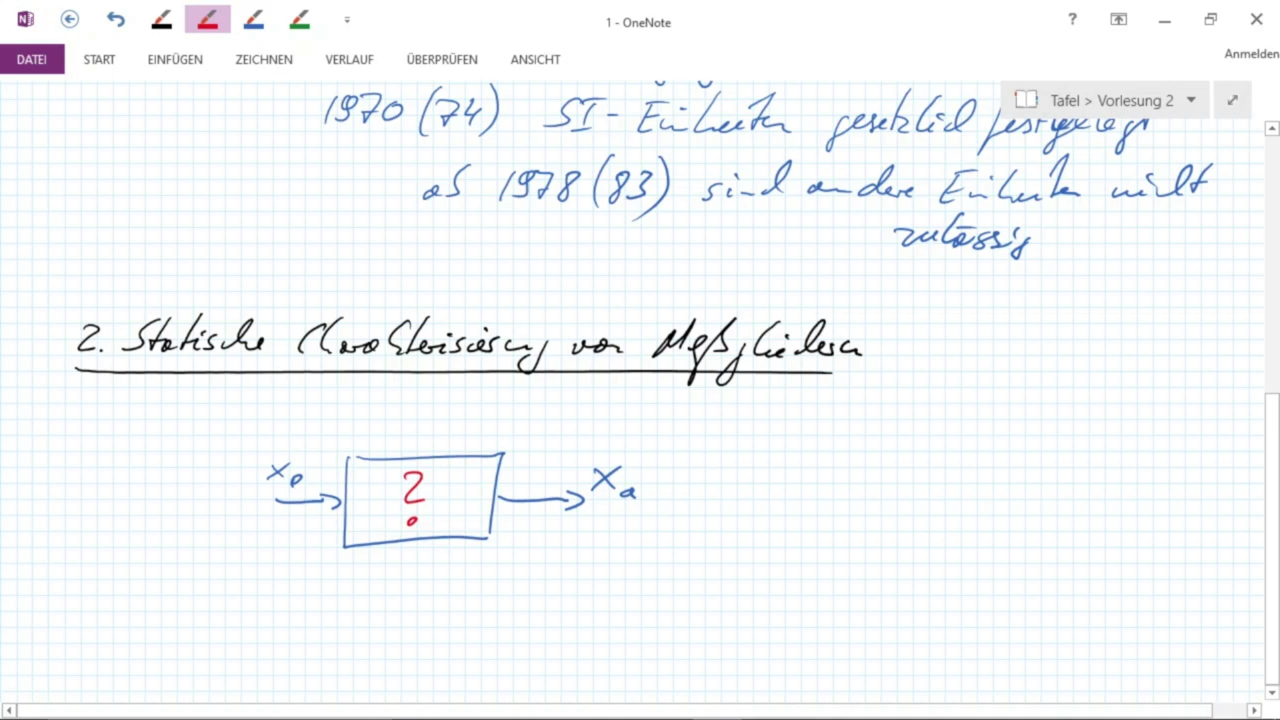 1 - OneNote
?
DATEI START EINFÜGEN ZEICHNEN VERLAUF ÜBERPRÜFEN ANSICHT
Anmelden
Tafel > Vorlesung 2
1970 (74) SI-Einheiten gesetzlich festgelegt
ab 1978 (83) sind andere Einheiten nicht
zulässig
2. Statische Charakterisierung von Meßgliedern
xe ? xa